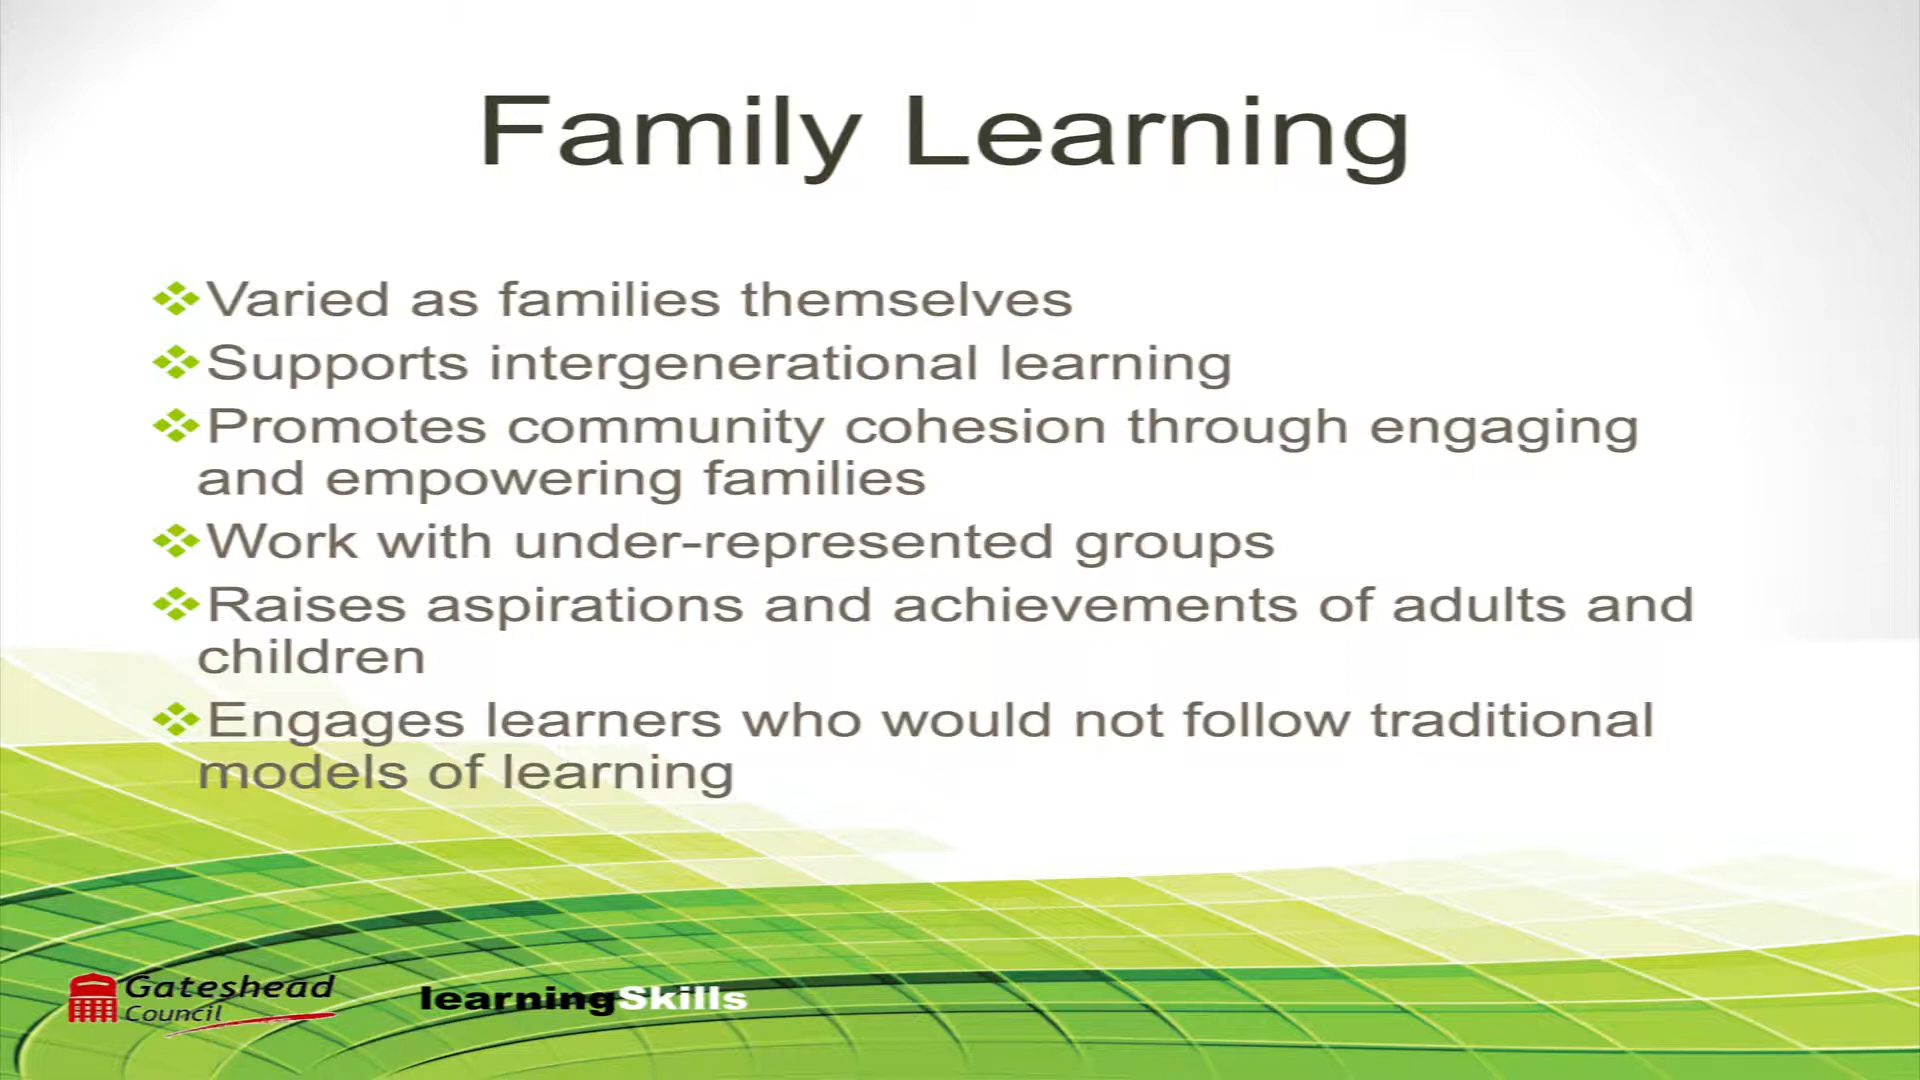 Family Learning
Varied as families themselves
Supports intergenerational learning
Promotes community cohesion through engaging
and empowering families
Work with under-represented groups
Raises aspirations and achievements of adults and
children
Engages learners who would not follow traditional
models of learning
Gateshead
Council
learningSkills